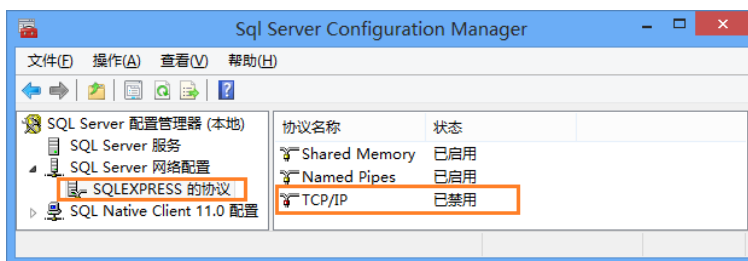 Sql Server Configuration Manager
文件(F) 操作(A) 查看(V) 帮助(H)
SQL Server 配置管理器 (本地)
SQL Server 服务
SQL Server 网络配置
SQLEXPRESS 的协议
SQL Native Client 11.0 配置
协议名称 状态
Shared Memory 已启用
Named Pipes 已启用
TCP/IP 已禁用